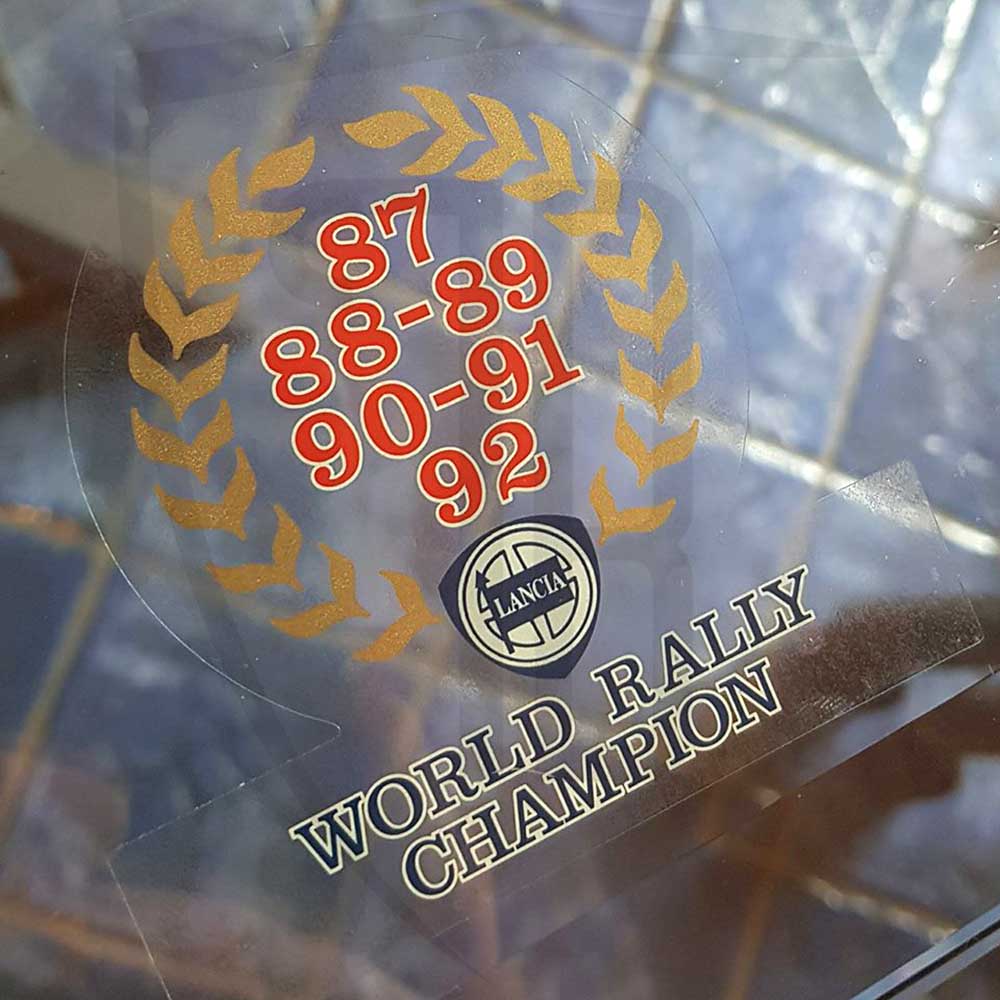 87
88-89
90-91
92
LANCIA
WORLD RALLY
CHAMPION